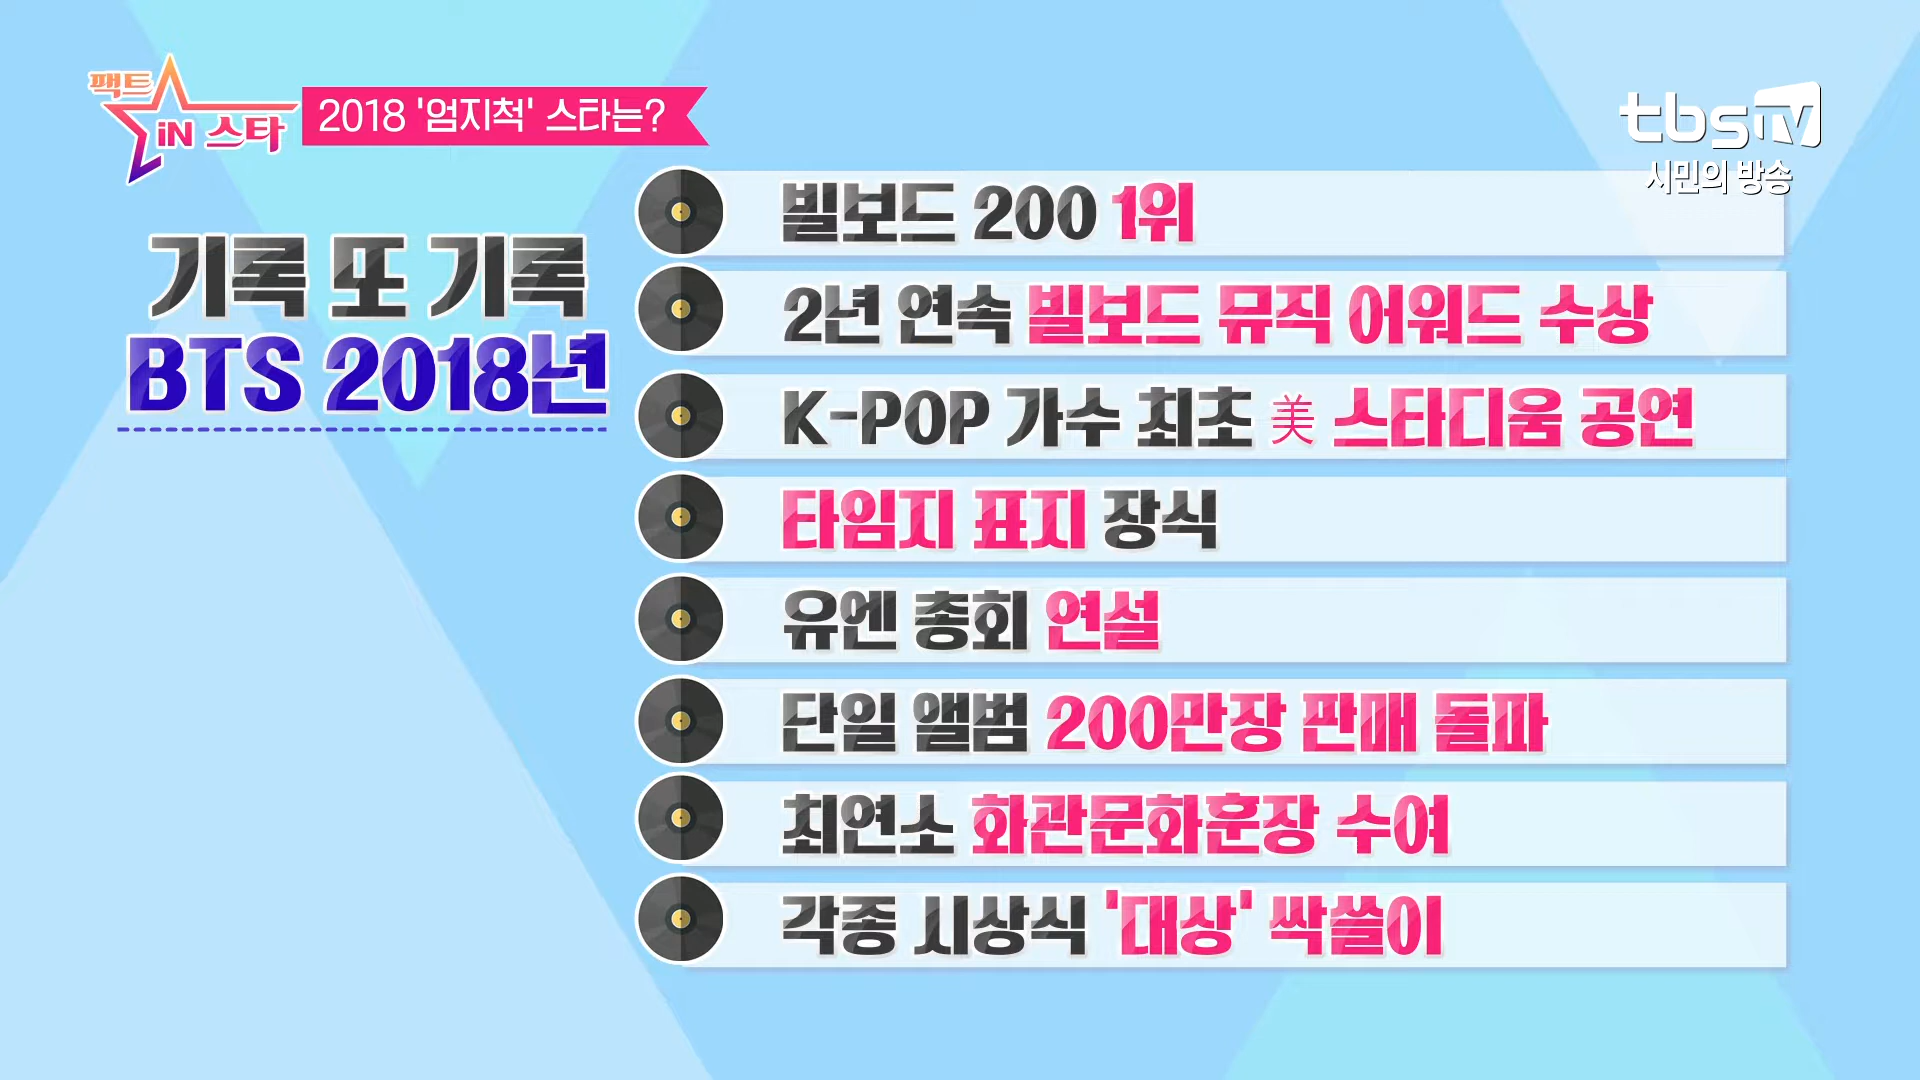 팩트
iN 스타
2018 '엄지척' 스타는?
tbsTV
시민의 방송
기록 또 기록
BTS 2018년
빌보드 200 1위
2년 연속 빌보드 뮤직 어워드 수상
K-POP 가수 최초 美 스타디움 공연
타임지 표지 장식
유엔 총회 연설
단일 앨범 200만장 판매 돌파
최연소 화관문화훈장 수여
각종 시상식 '대상' 싹쓸이